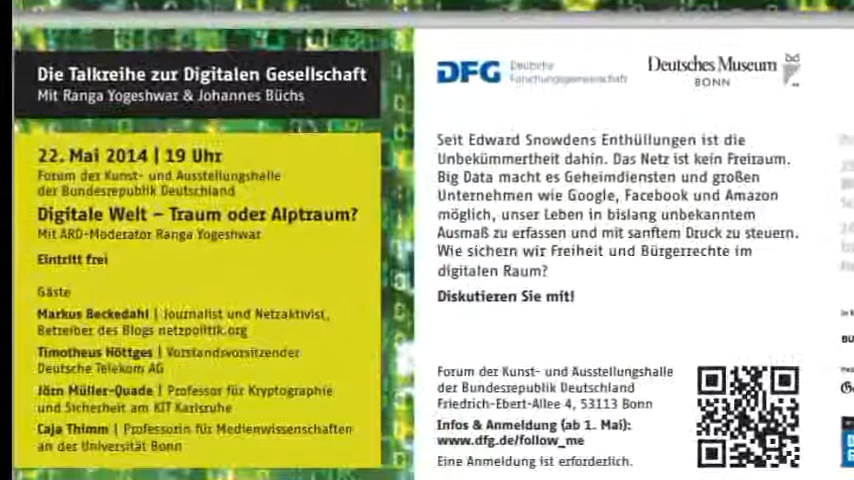 Die Talkreihe zur Digitalen Gesellschaft
Mit Ranga Yogeshwar & Johannes Büchs
22. Mai 2014 | 19 Uhr
Forum der Kunst- und Ausstellungshalle
der Bundesrepublik Deutschland
Digitale Welt – Traum oder Alptraum?
Mit ARD-Moderator Ranga Yogeshwar
Eintritt frei
Gäste
Markus Beckedahl | Journalist und Netzaktivist,
Betreiber des Blogs netzpolitik.org
Timotheus Höttges | Vorstandsvorsitzender
Deutsche Telekom AG
Jörn Müller-Quade | Professor für Kryptographie
und Sicherheit am KIT Karlsruhe
Caja Thimm | Professorin für Medienwissenschaften
an der Universität Bonn
DFG Deutsche
Forschungsgemeinschaft
Deutsches Museum
BONN
Seit Edward Snowdens Enthüllungen ist die
Unbekümmertheit dahin. Das Netz ist kein Freiraum.
Big Data macht es Geheimdiensten und großen
Unternehmen wie Google, Facebook und Amazon
möglich, unser Leben in bislang unbekanntem
Ausmaß zu erfassen und mit sanftem Druck zu steuern.
Wie sichern wir Freiheit und Bürgerrechte im
digitalen Raum?
Diskutieren Sie mit!
Forum der Kunst- und Ausstellungshalle
der Bundesrepublik Deutschland
Friedrich-Ebert-Allee 4, 53113 Bonn
Infos & Anmeldung (ab 1. Mai):
www.dfg.de/follow_me
Eine Anmeldung ist erforderlich.